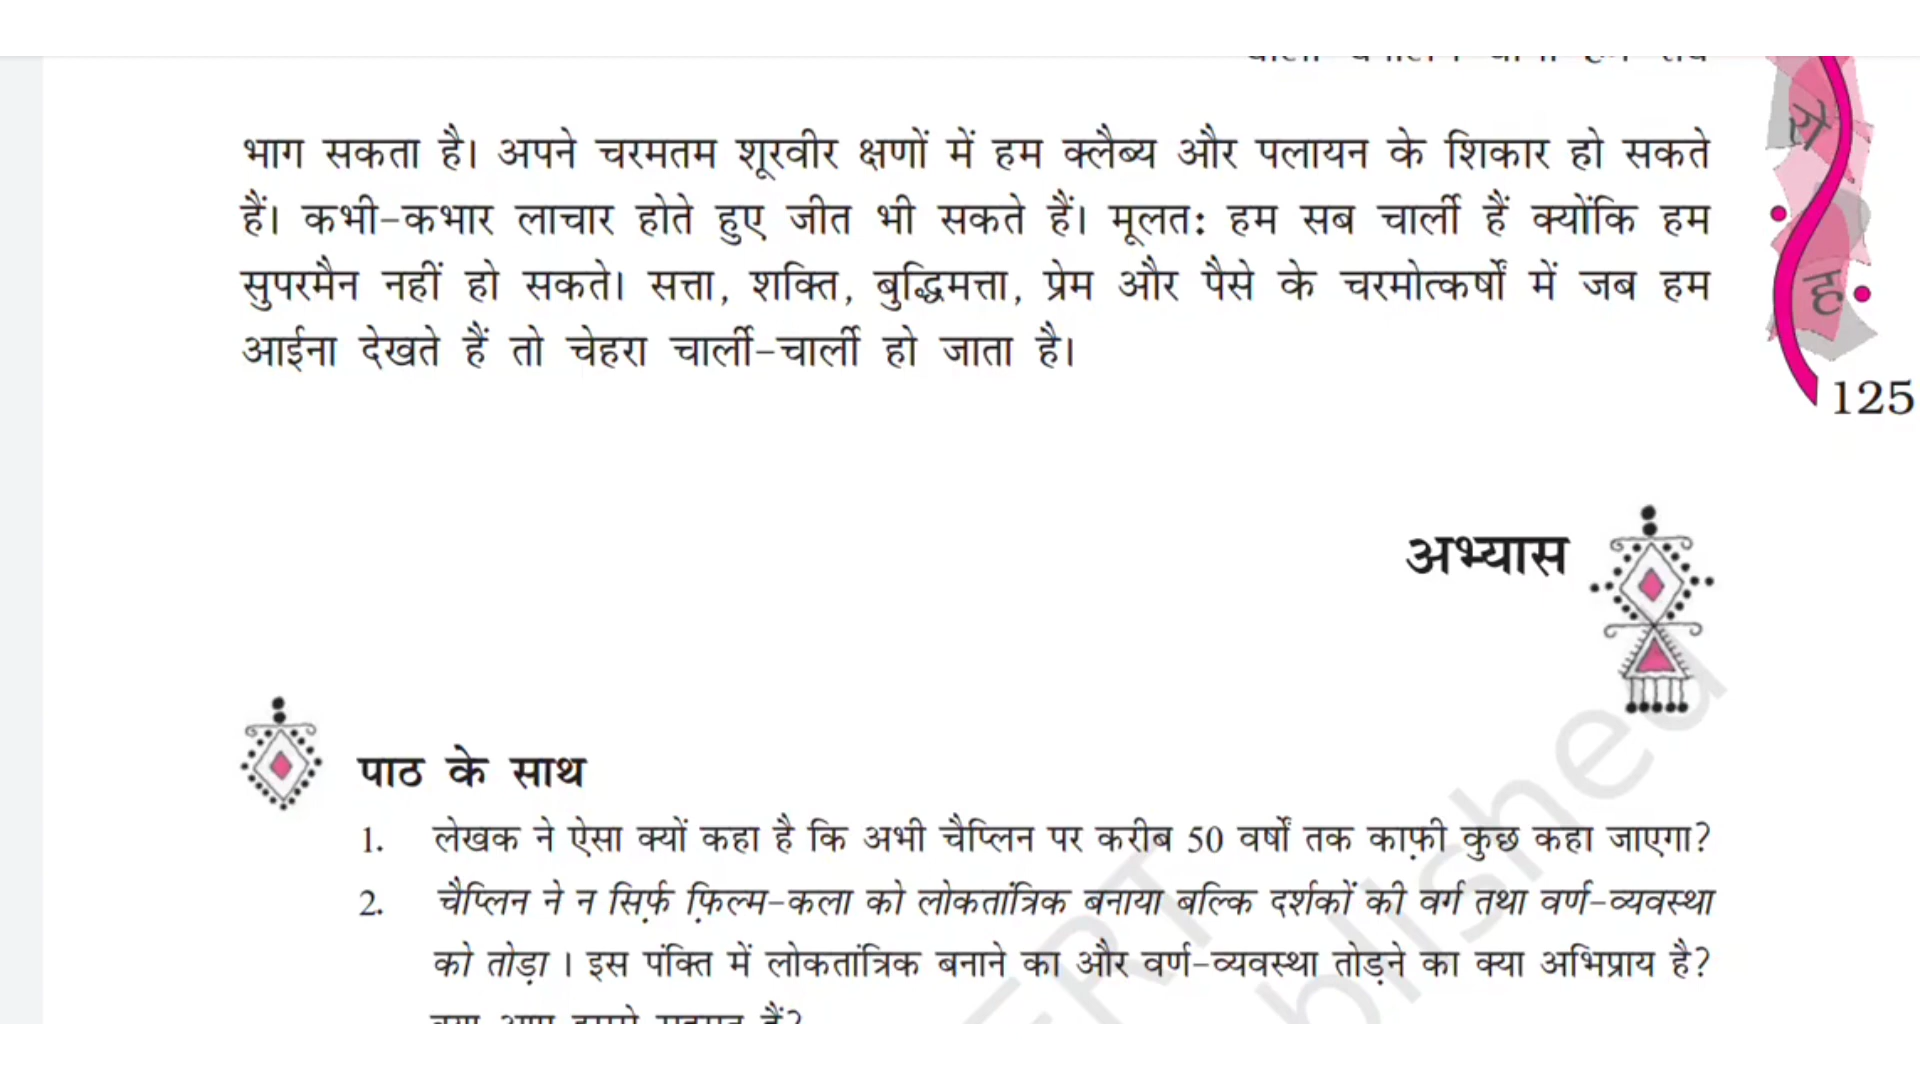 भाग सकता है। अपने चरमतम शूरवीर क्षणों में हम क्लैब्य और पलायन के शिकार हो सकते
हैं। कभी-कभार लाचार होते हुए जीत भी सकते हैं। मूलत: हम सब चार्ली हैं क्योंकि हम
सुपरमैन नहीं हो सकते। सत्ता, शक्ति, बुद्धिमत्ता, प्रेम और पैसे के चरमोत्कर्षों में जब हम
आईना देखते हैं तो चेहरा चार्ली-चार्ली हो जाता है।
ह
125
अभ्यास
पाठ के साथ
1. लेखक ने ऐसा क्यों कहा है कि अभी चैप्लिन पर करीब 50 वर्षों तक काफ़ी कुछ कहा जाएगा?
2. चैप्लिन ने न सिर्फ़ फ़िल्म-कला को लोकतांत्रिक बनाया बल्कि दर्शकों की वर्ग तथा वर्ण-व्यवस्था
को तोड़ा। इस पंक्ति में लोकतांत्रिक बनाने का और वर्ण-व्यवस्था तोड़ने का क्या अभिप्राय है?